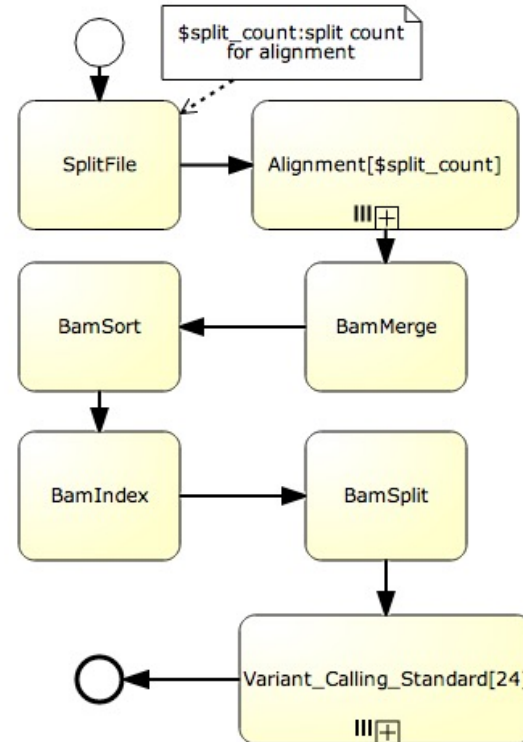 $split_count:split count
for alignment
SplitFile
Alignment[$split_count]
BamSort
BamMerge
BamIndex
BamSplit
Variant_Calling_Standard[24]